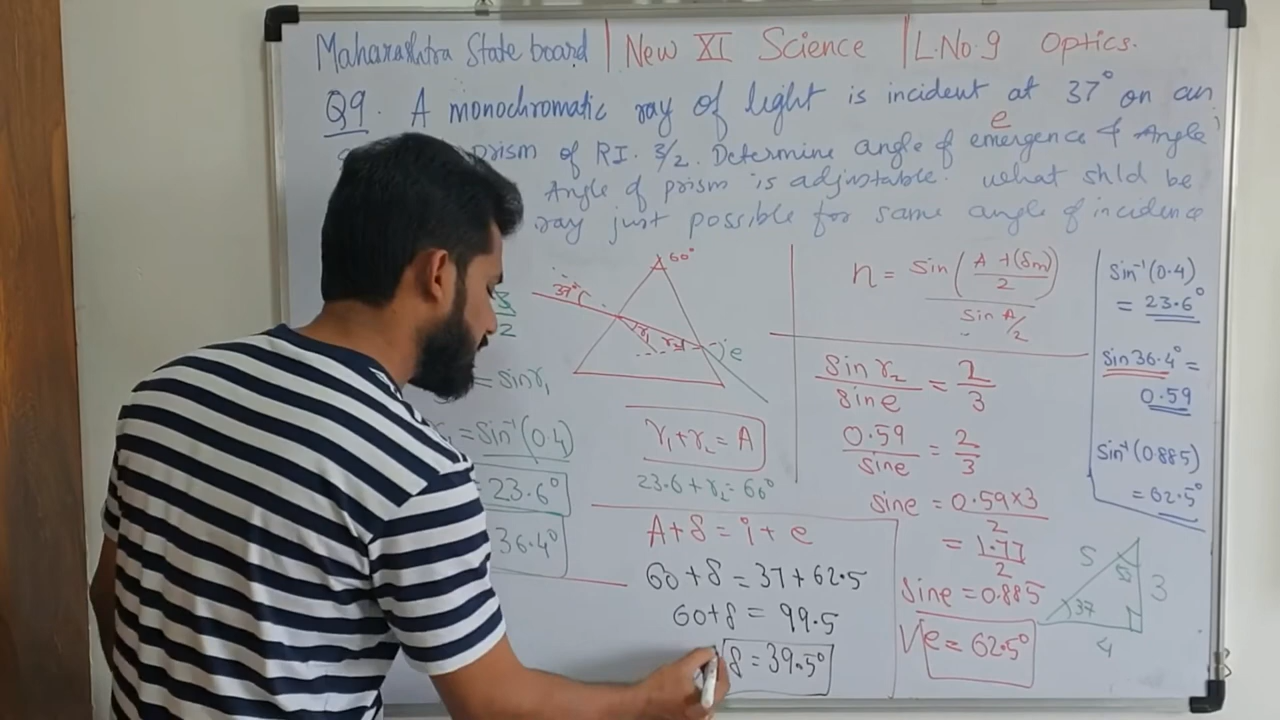 Maharashtra State board | New XI Science | L.No.9 Optics.
Q9. A monochromatic ray of light is incident at 37° on an
e
prism of RI. 3/2. Determine angle of emergence & Angle
Angle of prism is adjustable. what shld be
ray just possible for same angle of incidence
60°
37°
r₁ r₂ e
3/2
= sinr₁
r₁ = sin⁻¹(0.4)
23.6°
36.4°
r₁+r₂ = A
23.6+r₂=60°
A+δ = i+e
60+δ = 37+62.5
60+δ = 99.5
δ = 39.5°
n = sin(A+(δm)/2)
sin A/2
sin r₂/sin e = 2/3
0.59/sin e = 2/3
sin e = 0.59×3/2
= 1.77/2
sin e = 0.885
√e = 62.5°
sin⁻¹(0.4)
= 23.6°
sin36.4° =
0.59
sin⁻¹(0.885)
= 62.5°
5
53
3
37
4